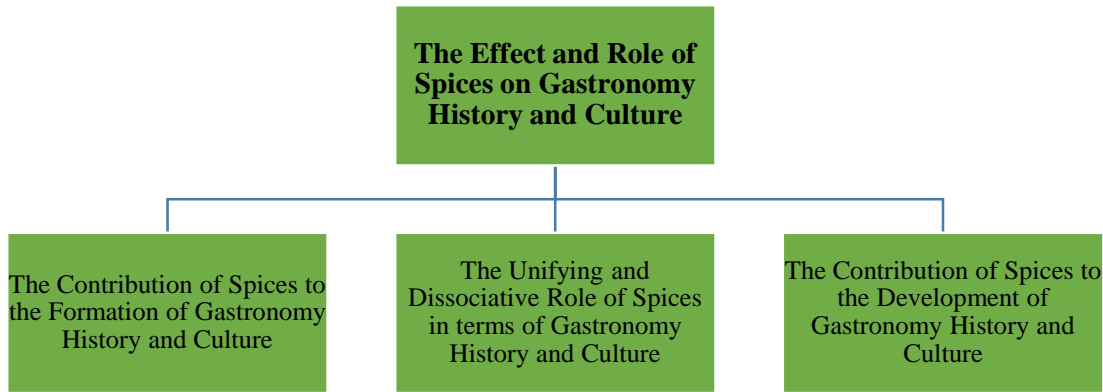 The Effect and Role of
Spices on Gastronomy
History and Culture
The Contribution of Spices to
the Formation of Gastronomy
History and Culture
The Unifying and
Dissociative Role of Spices
in terms of Gastronomy
History and Culture
The Contribution of Spices to
the Development of
Gastronomy History and
Culture